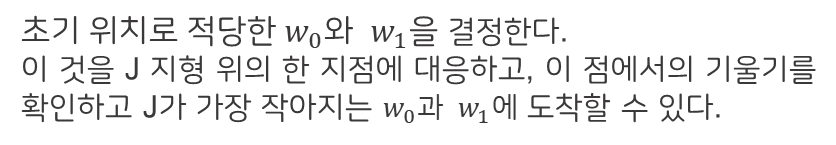 초기 위치로 적당한 w₀와 w₁을 결정한다.
이 것을 J 지형 위의 한 지점에 대응하고, 이 점에서의 기울기를
확인하고 J가 가장 작아지는 w₀과 w₁에 도착할 수 있다.